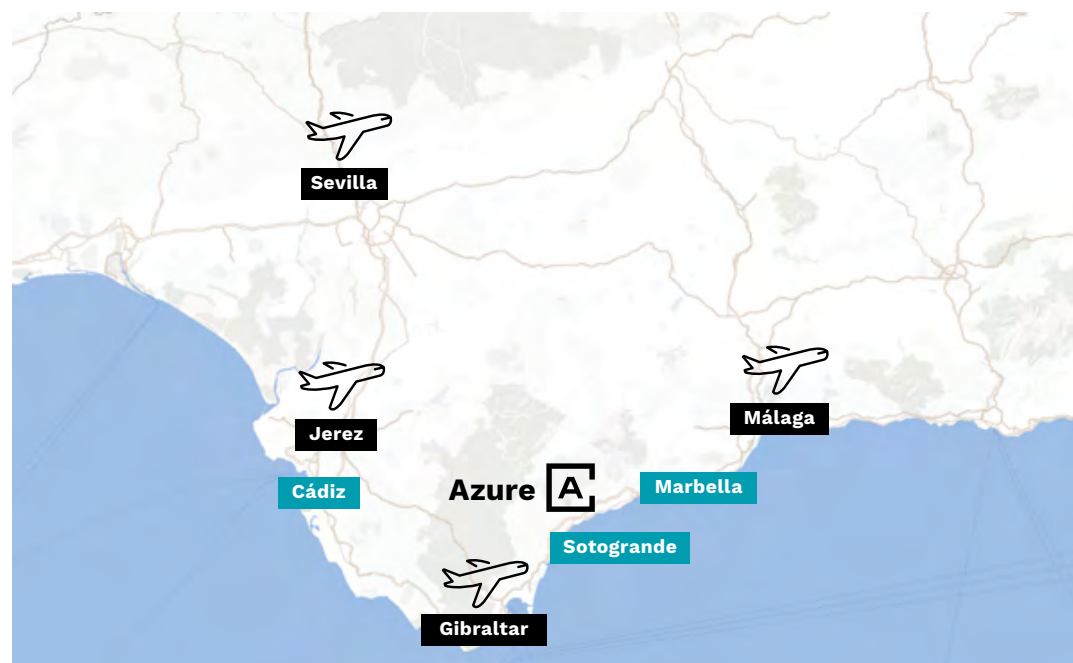 Sevilla
Málaga
Jerez
Cádiz
Azure A
Marbella
Sotogrande
Gibraltar